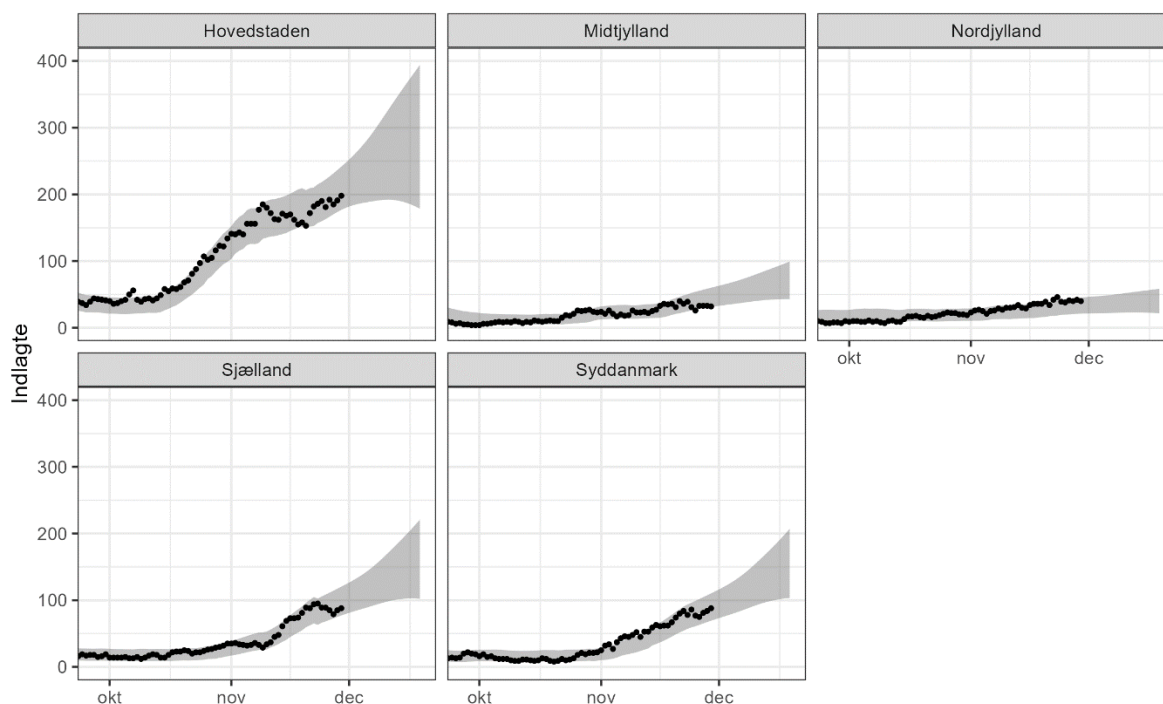 Hovedstaden
Midtjylland
Nordjylland
400
300
200
100
0
okt
nov
dec
Indlagte
Sjælland
Syddanmark
400
300
200
100
0
okt
nov
dec
okt
nov
dec